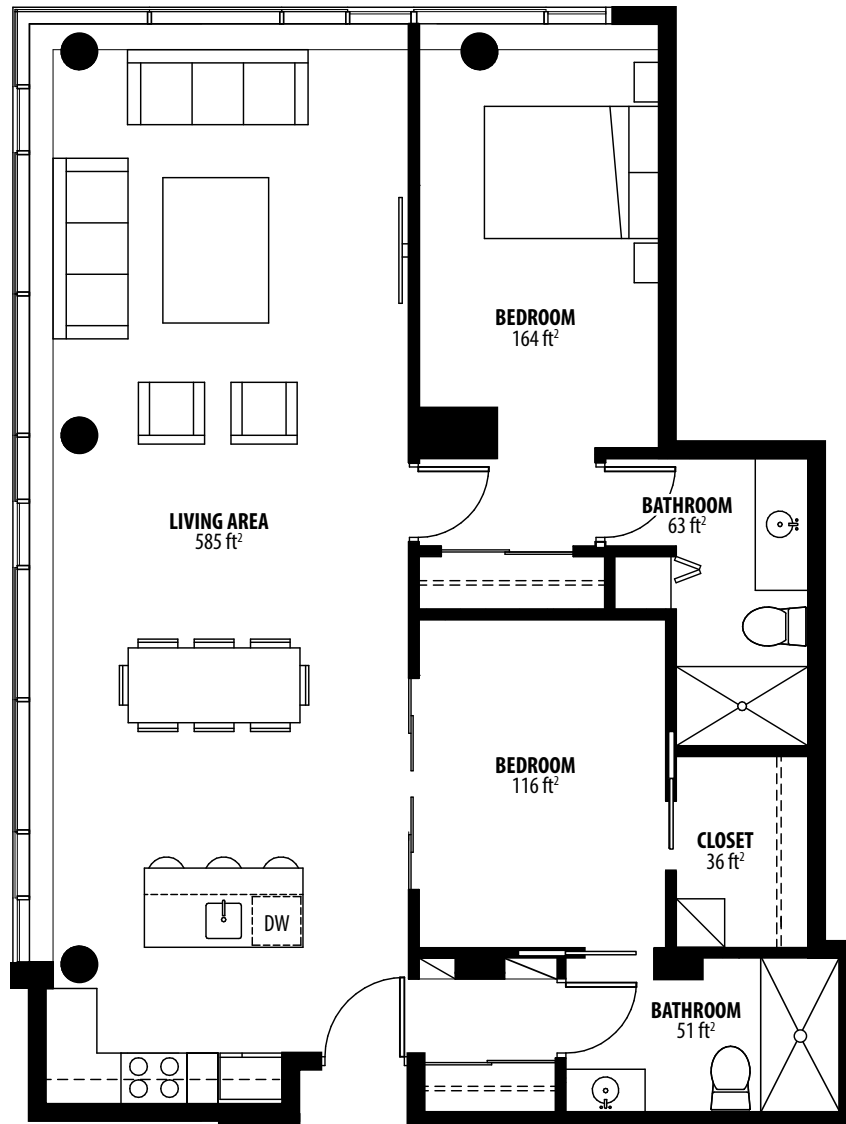 BEDROOM
164 ft²
LIVING AREA
585 ft²
BATHROOM
63 ft²
BEDROOM
116 ft²
CLOSET
36 ft²
DW
BATHROOM
51 ft²